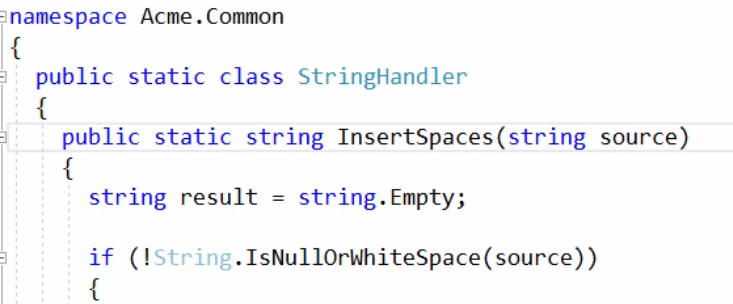 namespace Acme.Common
{
public static class StringHandler
{
public static string InsertSpaces(string source)
{
string result = string.Empty;
if (!String.IsNullOrWhiteSpace(source))
{